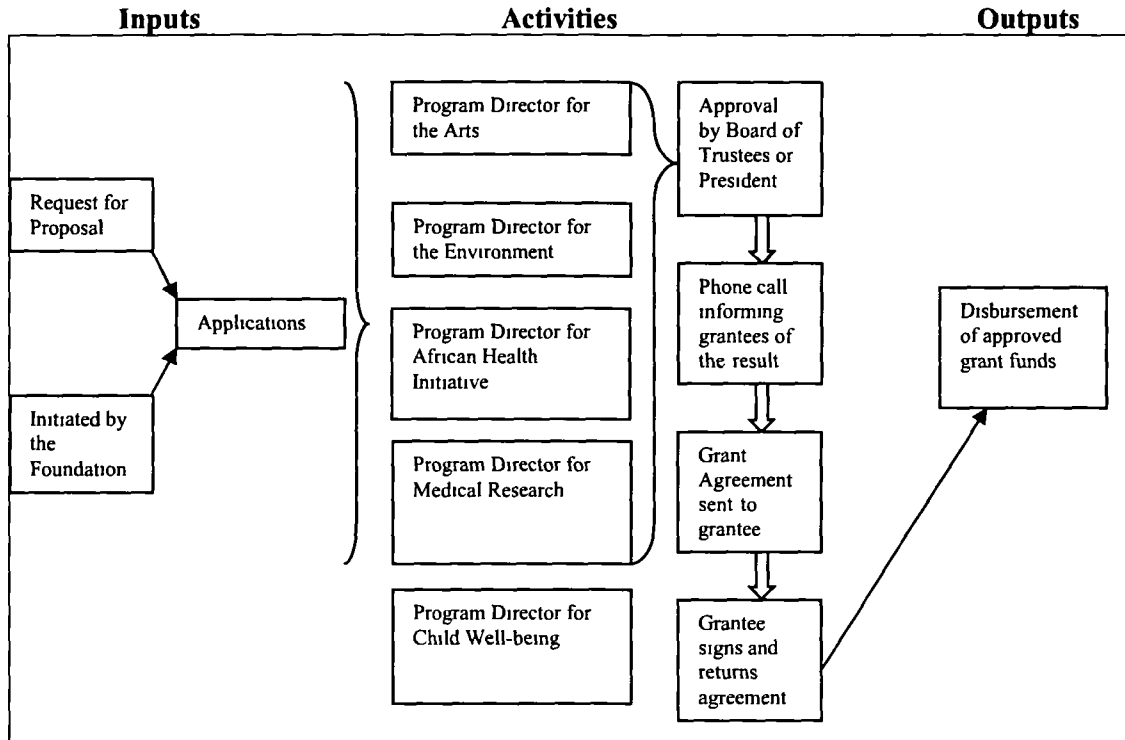 Inputs
Activities
Outputs
Request for
Proposal
Initiated by
the
Foundation
Applications
Program Director for
the Arts
Program Director for
the Environment
Program Director for
African Health
Initiative
Program Director for
Medical Research
Program Director for
Child Well-being
Approval
by Board of
Trustees or
President
Phone call
informing
grantees of
the result
Grant
Agreement
sent to
grantee
Grantee
signs and
returns
agreement
Disbursement
of approved
grant funds